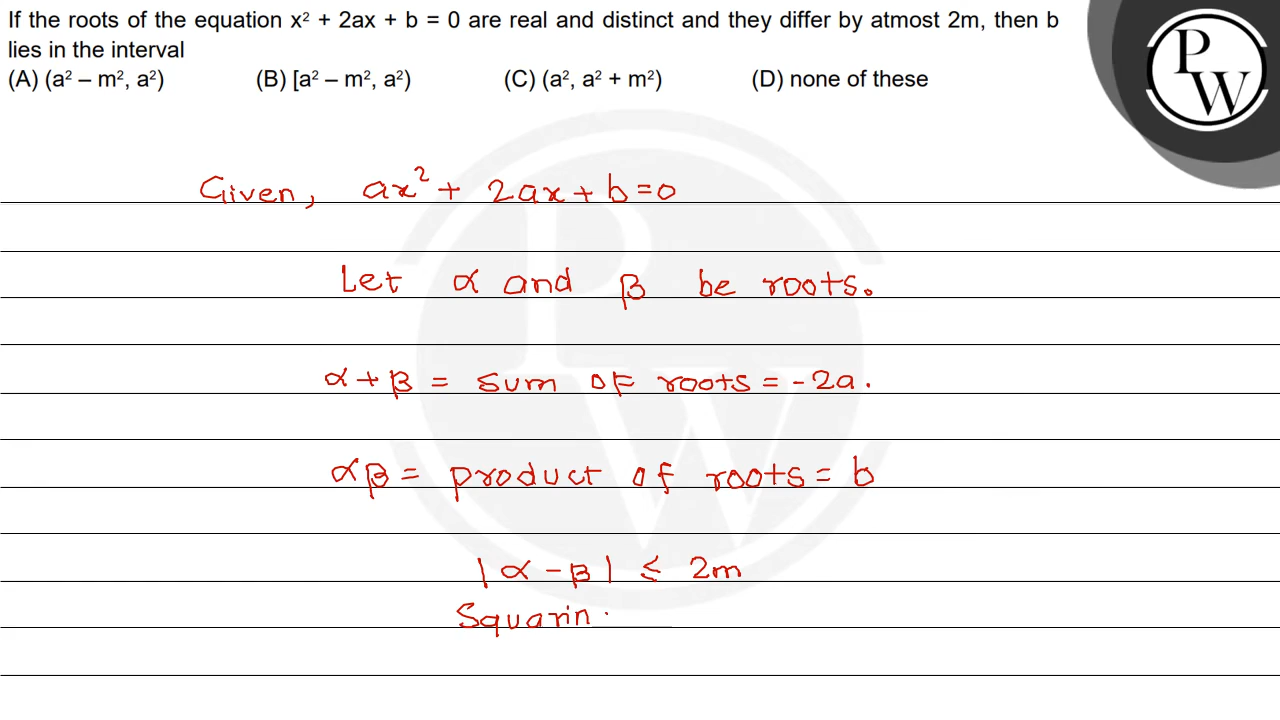 If the roots of the equation x² + 2ax + b = 0 are real and distinct and they differ by atmost 2m, then b
lies in the interval
(A) (a² – m², a²) (B) [a² – m², a²) (C) (a², a² + m²) (D) none of these
PW
Given, ax² + 2ax + b = 0
Let α and β be roots.
α + β = sum of roots = -2a.
αβ = product of roots = b
|α - β| ≤ 2m
Squarin